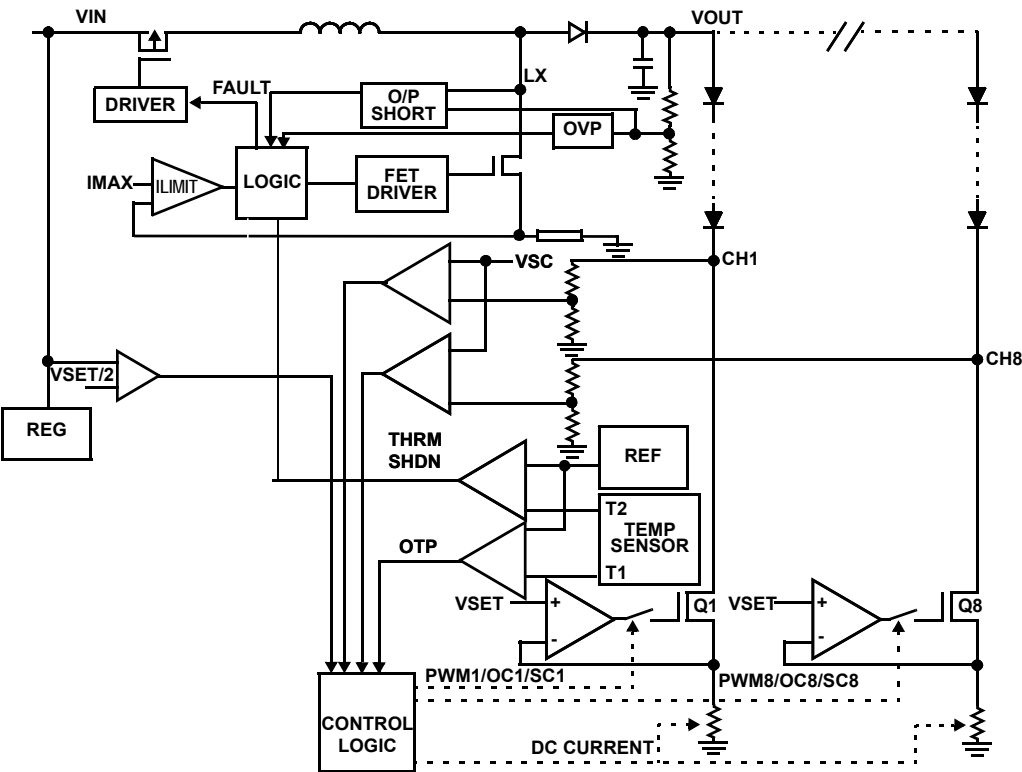 VIN
VOUT
LX
FAULT
DRIVER
O/P
SHORT
OVP
IMAX
ILIMIT
LOGIC
FET
DRIVER
VSC
CH1
CH8
VSET/2
REG
THRM
SHDN
REF
T2
TEMP
SENSOR
T1
OTP
VSET
+
-
Q1
VSET
+
-
Q8
PWM1/OC1/SC1
PWM8/OC8/SC8
CONTROL
LOGIC
DC CURRENT